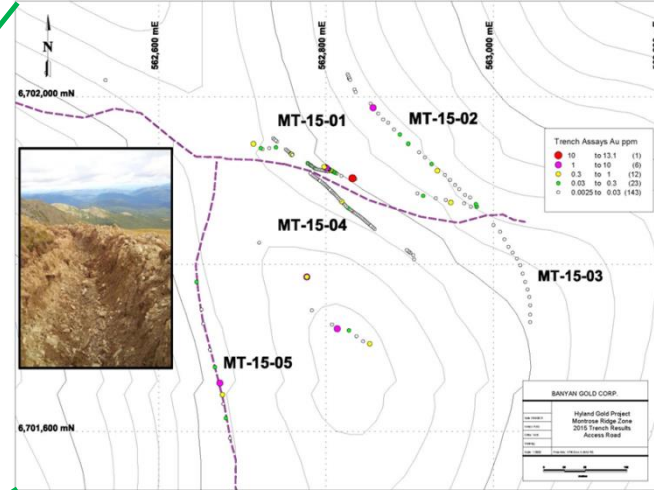 562,600 mE
562,800 mE
563,000 mE
N
6,702,000 mN
MT-15-01
MT-15-02
Trench Assays Au ppm
10 to 13.1 (1)
1 to 10 (6)
0.3 to 1 (12)
0.03 to 0.3 (23)
0.0025 to 0.03 (143)
MT-15-04
MT-15-03
MT-15-05
6,701,600 mN
BANYAN GOLD CORP.
Hyland Gold Project
Montrose Ridge Zone
2015 Trench Results
Access Road